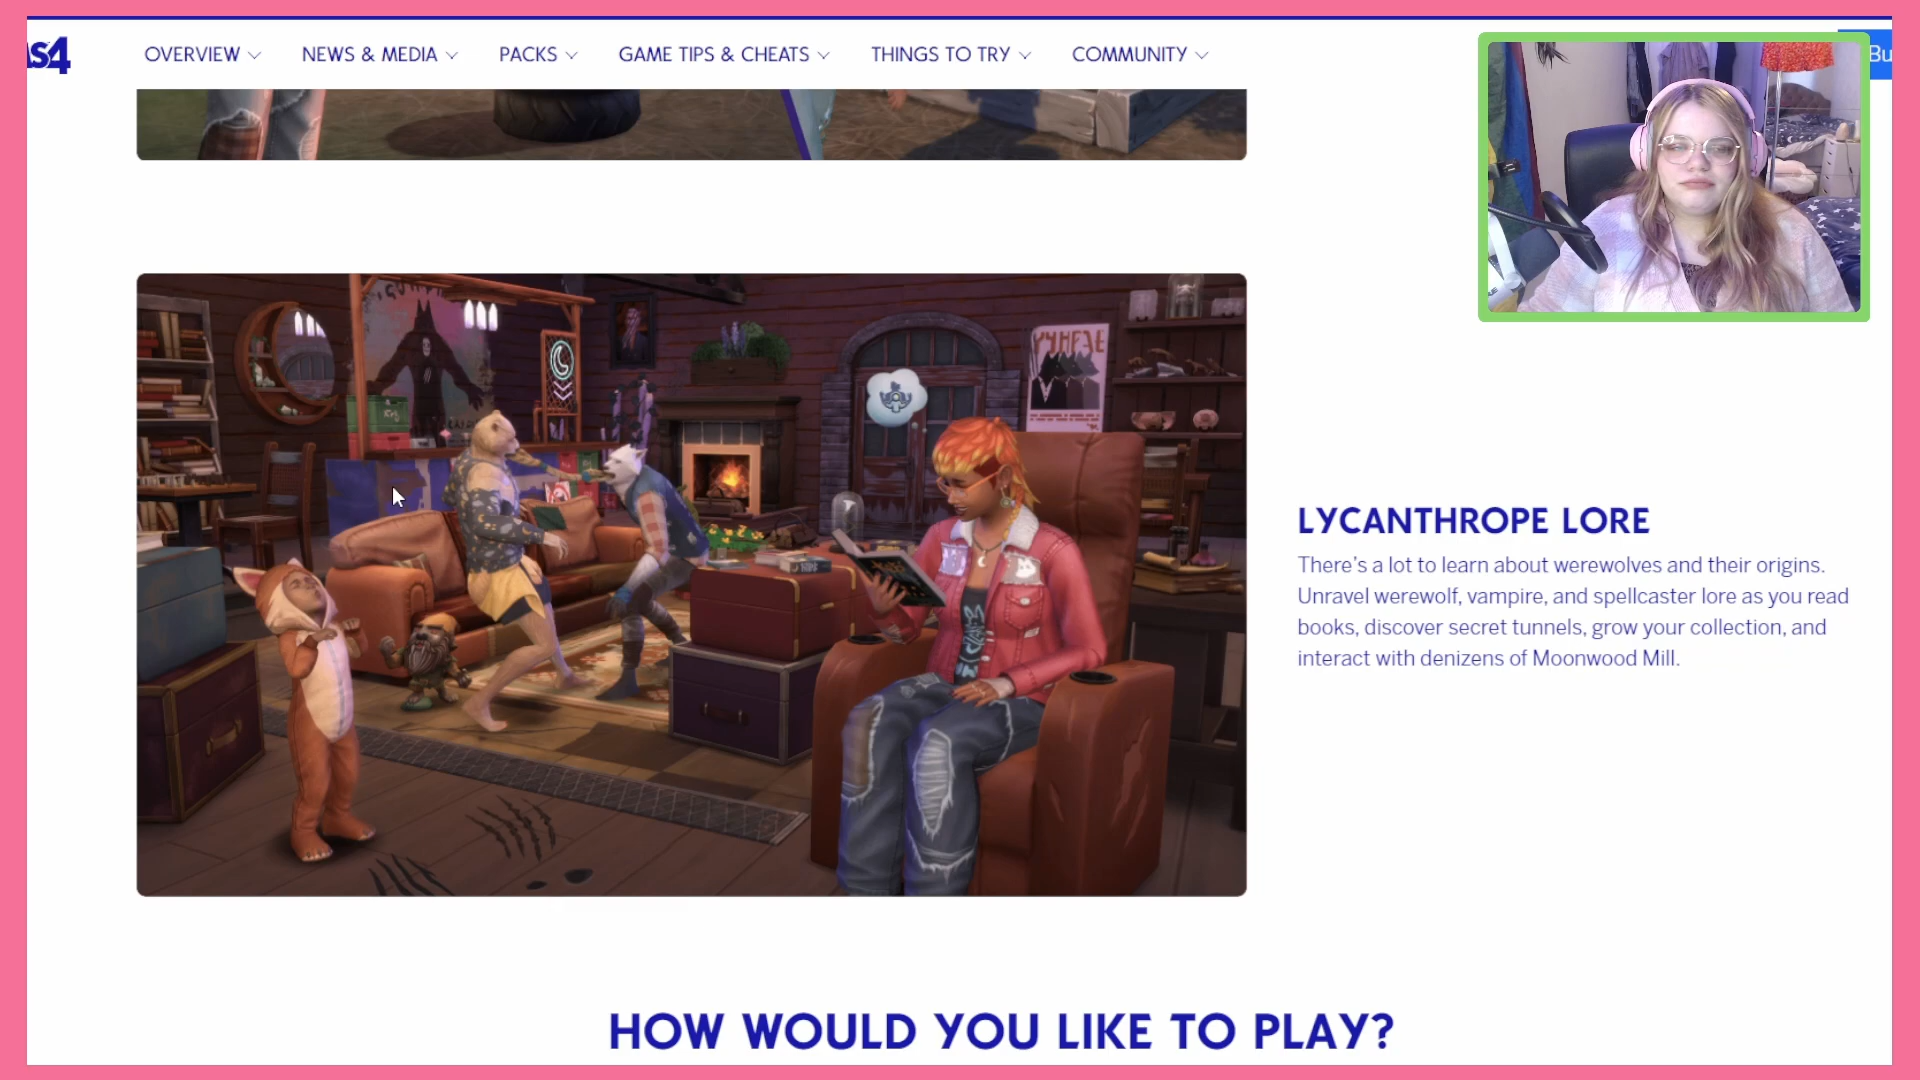 OVERVIEW
NEWS & MEDIA
PACKS
GAME TIPS & CHEATS
THINGS TO TRY
COMMUNITY
Bu
LYCANTHROPE LORE
There's a lot to learn about werewolves and their origins.
Unravel werewolf, vampire, and spellcaster lore as you read
books, discover secret tunnels, grow your collection, and
interact with denizens of Moonwood Mill.
HOW WOULD YOU LIKE TO PLAY?